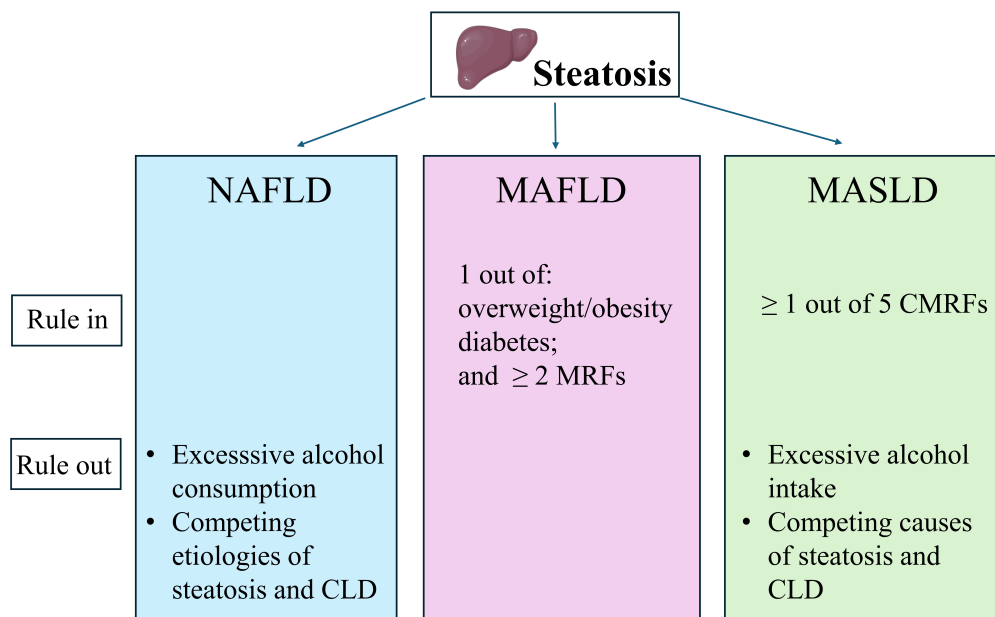 Steatosis
NAFLD
MAFLD
MASLD
Rule in
1 out of:
overweight/obesity
diabetes;
and ≥ 2 MRFs
≥ 1 out of 5 CMRFs
Rule out
• Excesssive alcohol
consumption
• Competing
etiologies of
steatosis and CLD
• Excessive alcohol
intake
• Competing causes
of steatosis and
CLD